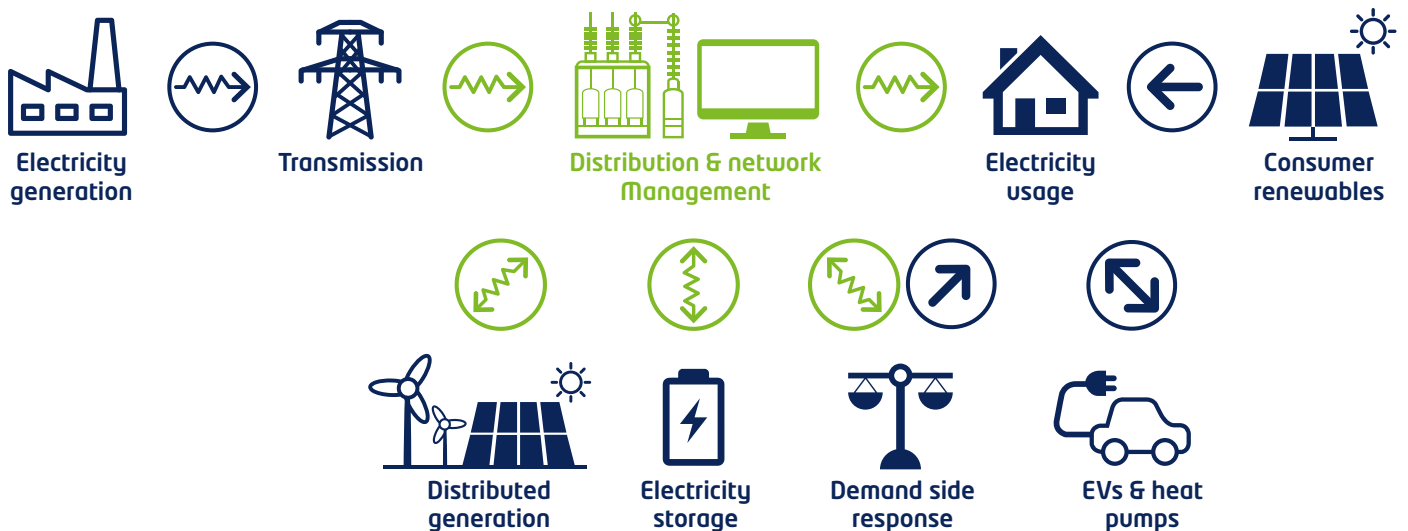 Electricity
generation
Transmission
Distribution & network
Management
Electricity
usage
Consumer
renewables
Distributed
generation
Electricity
storage
Demand side
response
EVs & heat
pumps